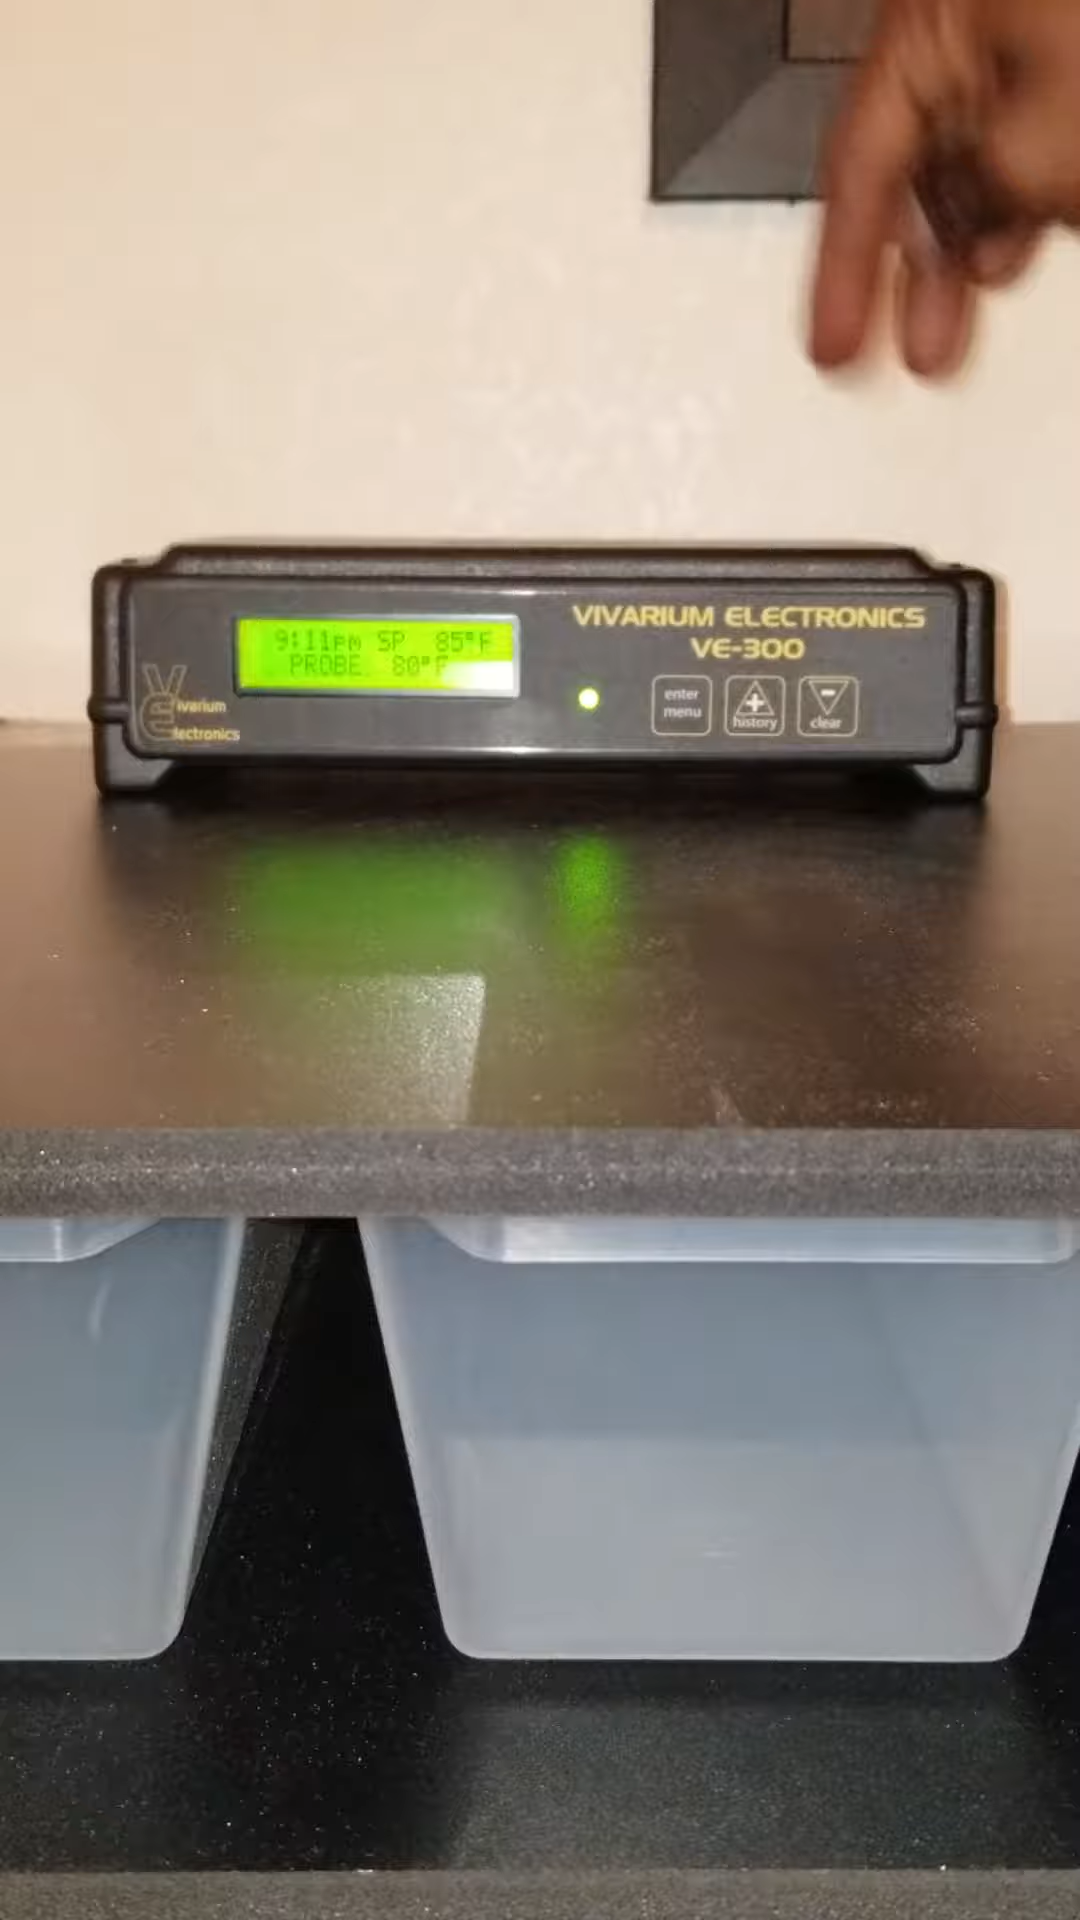 9:11pm SP 85°F
PROBE 80°F
VIVARIUM ELECTRONICS
VE-300
Vivarium
Electronics
enter
menu
+
history
-
clear